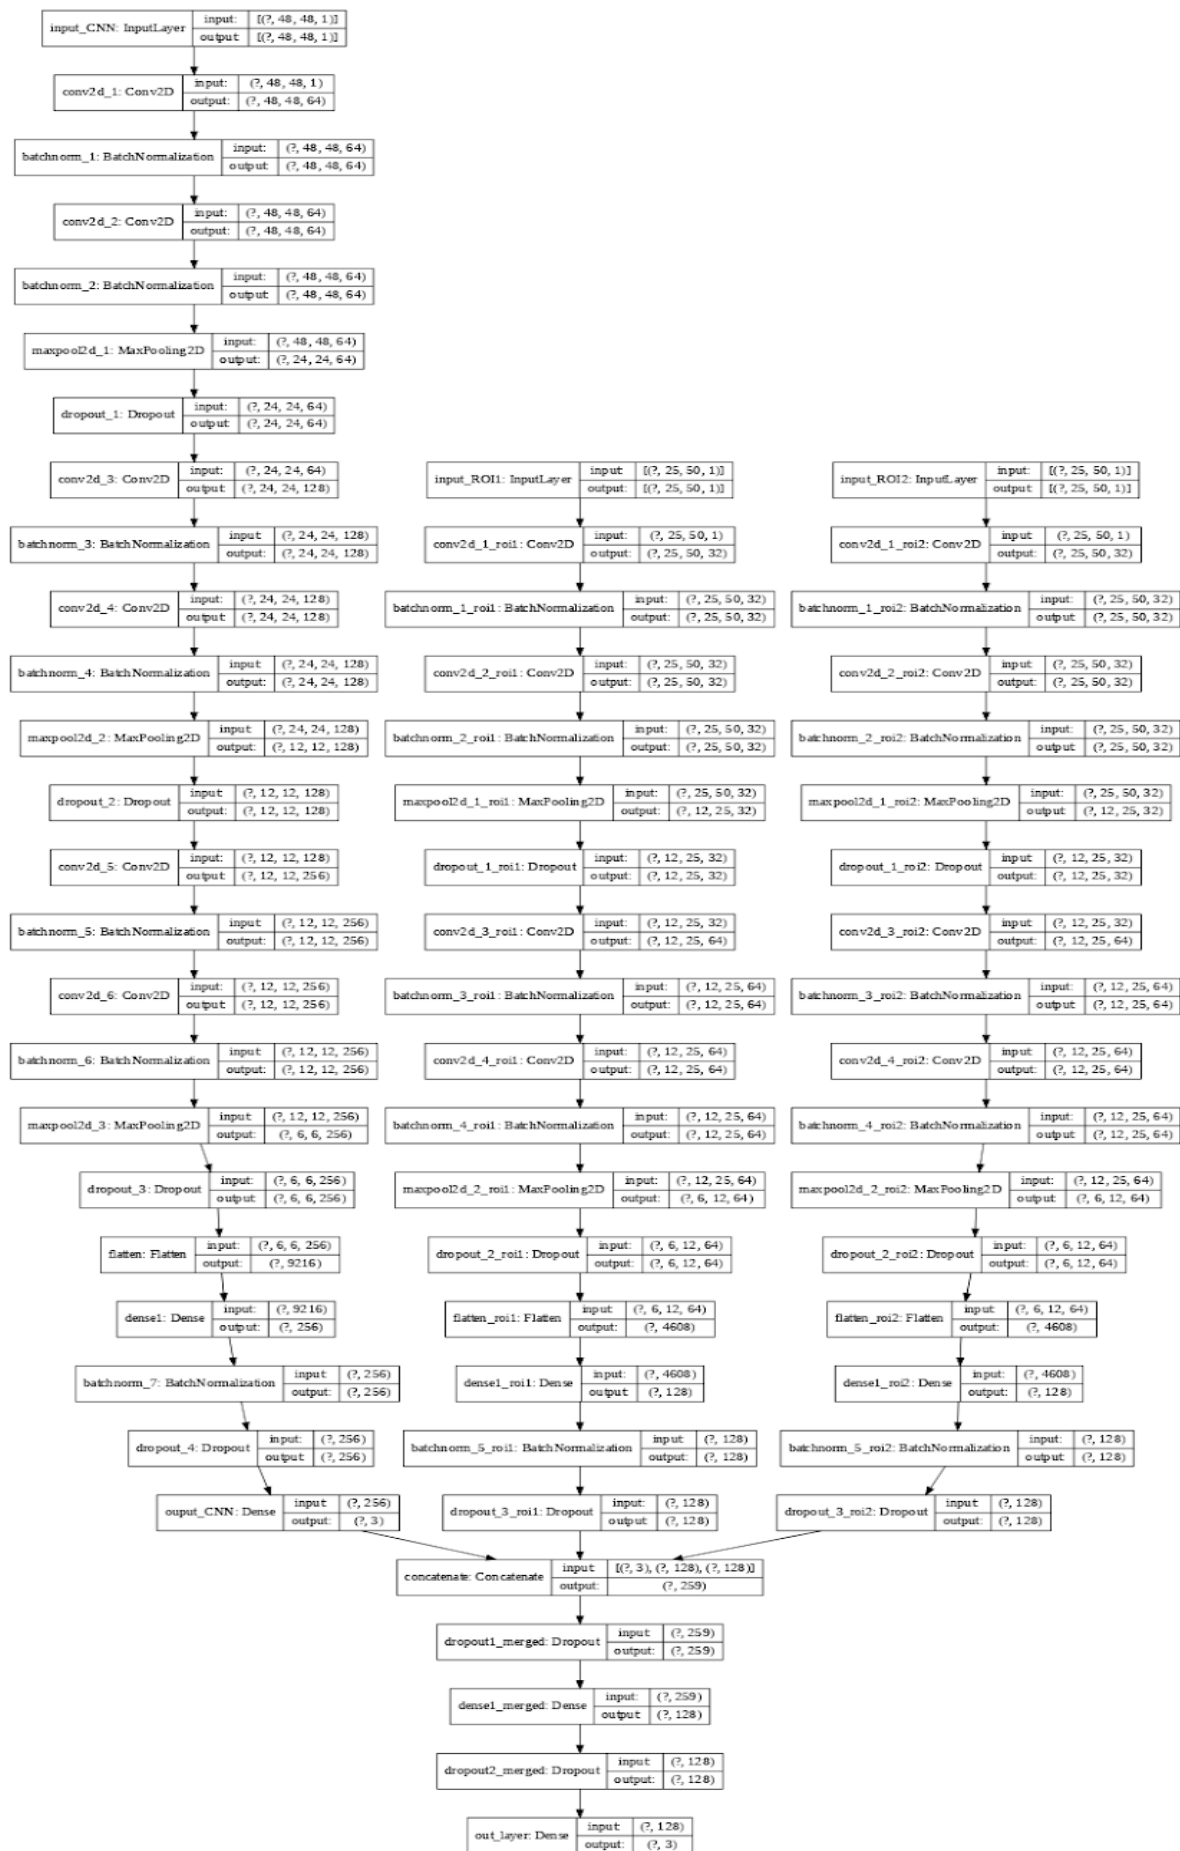 input_CNN: InputLayer
input: [(?, 48, 48, 1)]
output [(?, 48, 48, 1)]
conv2d_1: Conv2D
input: (?, 48, 48, 1)
output: (?, 48, 48, 64)
batchnorm_1: BatchNormalization
input: (?, 48, 48, 64)
output (?, 48, 48, 64)
conv2d_2: Conv2D
input: (?, 48, 48, 64)
output: (?, 48, 48, 64)
batchnorm_2: BatchNormalization
input: (?, 48, 48, 64)
output (?, 48, 48, 64)
maxpool2d_1: MaxPooling2D
input: (?, 48, 48, 64)
output: (?, 24, 24, 64)
dropout_1: Dropout
input: (?, 24, 24, 64)
output (?, 24, 24, 64)
conv2d_3: Conv2D
input: (?, 24, 24, 64)
output: (?, 24, 24, 128)
batchnorm_3: BatchNormalization
input (?, 24, 24, 128)
output: (?, 24, 24, 128)
conv2d_4: Conv2D
input: (?, 24, 24, 128)
output: (?, 24, 24, 128)
batchnorm_4: BatchNormalization
input (?, 24, 24, 128)
output: (?, 24, 24, 128)
maxpool2d_2: MaxPooling2D
input (?, 24, 24, 128)
output: (?, 12, 12, 128)
dropout_2: Dropout
input: (?, 12, 12, 128)
output: (?, 12, 12, 128)
conv2d_5: Conv2D
input: (?, 12, 12, 128)
output: (?, 12, 12, 256)
batchnorm_5: BatchNormalization
input (?, 12, 12, 256)
output: (?, 12, 12, 256)
conv2d_6: Conv2D
input: (?, 12, 12, 256)
output (?, 12, 12, 256)
batchnorm_6: BatchNormalization
input (?, 12, 12, 256)
output: (?, 12, 12, 256)
maxpool2d_3: MaxPooling2D
input (?, 12, 12, 256)
output: (?, 6, 6, 256)
dropout_3: Dropout
input: (?, 6, 6, 256)
output (?, 6, 6, 256)
flatten: Flatten
input: (?, 6, 6, 256)
output: (?, 9216)
dense1: Dense
input: (?, 9216)
output: (?, 256)
batchnorm_7: BatchNormalization
input (?, 256)
output: (?, 256)
dropout_4: Dropout
input: (?, 256)
output (?, 256)
ouput_CNN: Dense
input (?, 256)
output: (?, 3)
input_ROI1: InputLayer
input [(?, 25, 50, 1)]
output: [(?, 25, 50, 1)]
conv2d_1_roi1: Conv2D
input: (?, 25, 50, 1)
output: (?, 25, 50, 32)
batchnorm_1_roi1: BatchNormalization
input: (?, 25, 50, 32)
output: (?, 25, 50, 32)
conv2d_2_roi1: Conv2D
input: (?, 25, 50, 32)
output: (?, 25, 50, 32)
batchnorm_2_roi1: BatchNormalization
input: (?, 25, 50, 32)
output: (?, 25, 50, 32)
maxpool2d_1_roi1: MaxPooling2D
input (?, 25, 50, 32)
output: (?, 12, 25, 32)
dropout_1_roi1: Dropout
input: (?, 12, 25, 32)
output: (?, 12, 25, 32)
conv2d_3_roi1: Conv2D
input: (?, 12, 25, 32)
output: (?, 12, 25, 64)
batchnorm_3_roi1: BatchNormalization
input: (?, 12, 25, 64)
output: (?, 12, 25, 64)
conv2d_4_roi1: Conv2D
input: (?, 12, 25, 64)
output: (?, 12, 25, 64)
batchnorm_4_roi1: BatchNormalization
input: (?, 12, 25, 64)
output: (?, 12, 25, 64)
maxpool2d_2_roi1: MaxPooling2D
input (?, 12, 25, 64)
output: (?, 6, 12, 64)
dropout_2_roi1: Dropout
input: (?, 6, 12, 64)
output: (?, 6, 12, 64)
flatten_roi1: Flatten
input: (?, 6, 12, 64)
output: (?, 4608)
dense1_roi1: Dense
input: (?, 4608)
output: (?, 128)
batchnorm_5_roi1: BatchNormalization
input (?, 128)
output: (?, 128)
dropout_3_roi1: Dropout
input: (?, 128)
output: (?, 128)
input_ROI2: InputLayer
input: [(?, 25, 50, 1)]
output: [(?, 25, 50, 1)]
conv2d_1_roi2: Conv2D
input (?, 25, 50, 1)
output: (?, 25, 50, 32)
batchnorm_1_roi2: BatchNormalization
input: (?, 25, 50, 32)
output: (?, 25, 50, 32)
conv2d_2_roi2: Conv2D
input (?, 25, 50, 32)
output: (?, 25, 50, 32)
batchnorm_2_roi2: BatchNormalization
input: (?, 25, 50, 32)
output: (?, 25, 50, 32)
maxpool2d_1_roi2: MaxPooling2D
input: (?, 25, 50, 32)
output: (?, 12, 25, 32)
dropout_1_roi2: Dropout
input: (?, 12, 25, 32)
output: (?, 12, 25, 32)
conv2d_3_roi2: Conv2D
input (?, 12, 25, 32)
output: (?, 12, 25, 64)
batchnorm_3_roi2: BatchNormalization
input: (?, 12, 25, 64)
output: (?, 12, 25, 64)
conv2d_4_roi2: Conv2D
input (?, 12, 25, 64)
output: (?, 12, 25, 64)
batchnorm_4_roi2: BatchNormalization
input: (?, 12, 25, 64)
output: (?, 12, 25, 64)
maxpool2d_2_roi2: MaxPooling2D
input (?, 12, 25, 64)
output: (?, 6, 12, 64)
dropout_2_roi2: Dropout
input: (?, 6, 12, 64)
output: (?, 6, 12, 64)
flatten_roi2: Flatten
input (?, 6, 12, 64)
output: (?, 4608)
dense1_roi2: Dense
input: (?, 4608)
output: (?, 128)
batchnorm_5_roi2: BatchNormalization
input: (?, 128)
output: (?, 128)
dropout_3_roi2: Dropout
input (?, 128)
output: (?, 128)
concatenate: Concatenate
input [(?, 3), (?, 128), (?, 128)]
output: (?, 259)
dropout1_merged: Dropout
input (?, 259)
output: (?, 259)
dense1_merged: Dense
input: (?, 259)
output (?, 128)
dropout2_merged: Dropout
input (?, 128)
output: (?, 128)
out_layer: Dense
input (?, 128)
output: (?, 3)